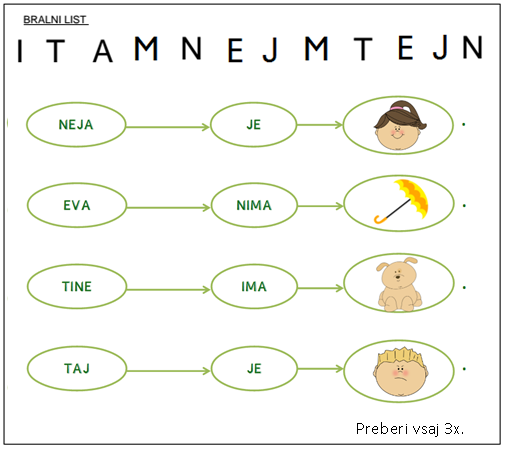 BRALNI LIST
I T A M N E J M T E J N
NEJA JE .
EVA NIMA .
TINE IMA .
TAJ JE .
Preberi vsaj 3x.